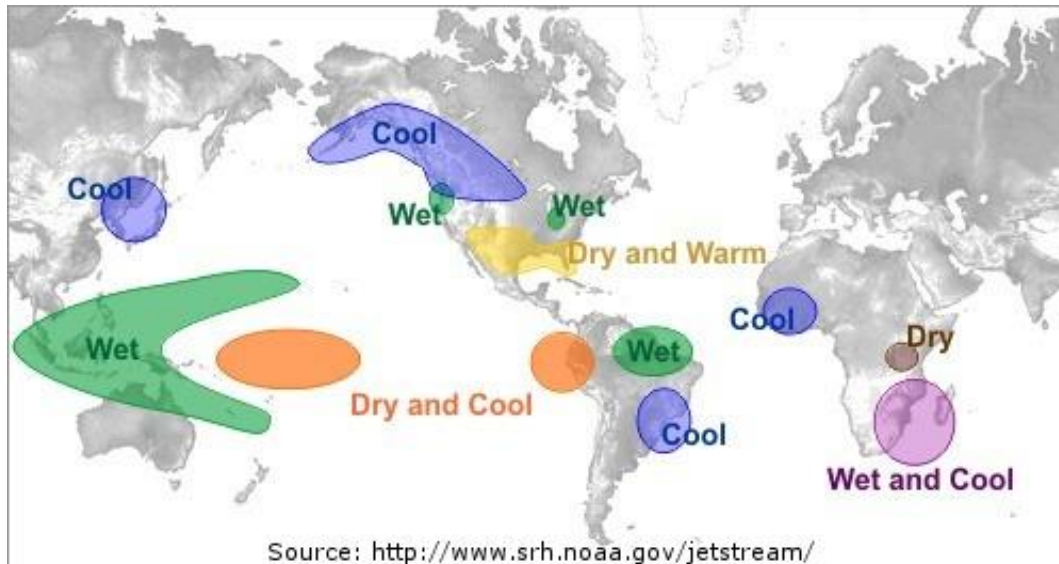 Cool
Cool
Wet
Wet
Dry and Warm
Cool
Wet
Wet
Dry
Dry and Cool
Cool
Wet and Cool
Source: http://www.srh.noaa.gov/jetstream/